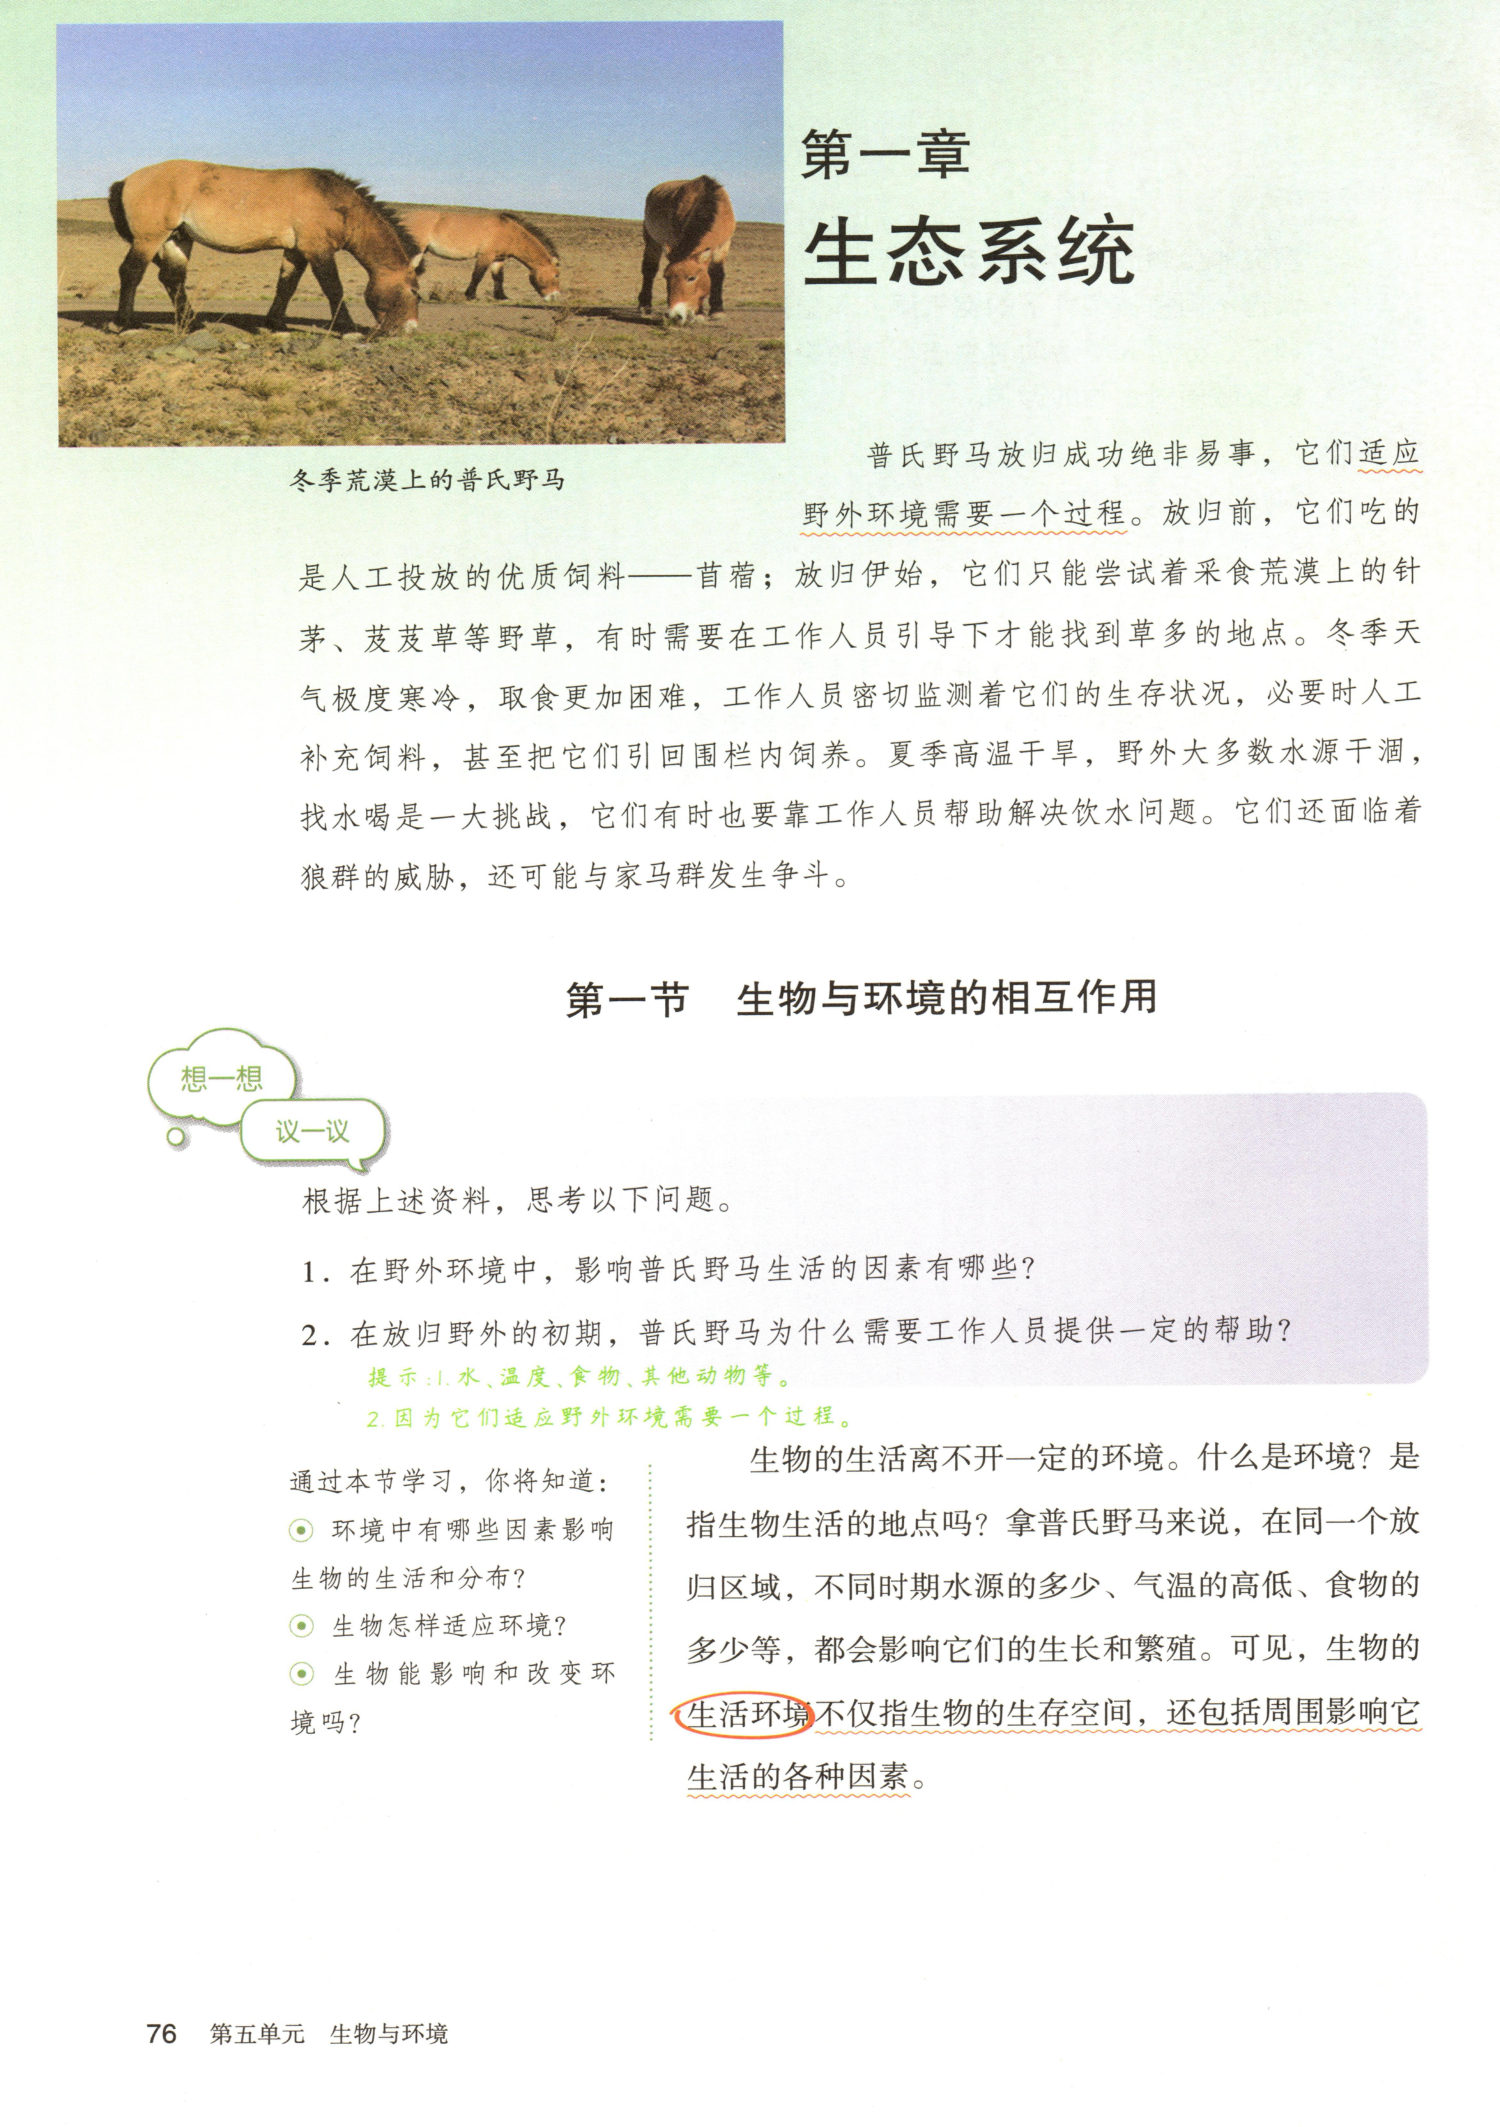 第一章
生态系统
冬季荒漠上的普氏野马
普氏野马放归成功绝非易事，它们适应
野外环境需要一个过程。放归前，它们吃的
是人工投放的优质饲料——苜蓿；放归伊始，它们只能尝试着采食荒漠上的针
茅、芨芨草等野草，有时需要在工作人员引导下才能找到草多的地点。冬季天
气极度寒冷，取食更加困难，工作人员密切监测着它们的生存状况，必要时人工
补充饲料，甚至把它们引回围栏内饲养。夏季高温干旱，野外大多数水源干涸，
找水喝是一大挑战，它们有时也要靠工作人员帮助解决饮水问题。它们还面临着
狼群的威胁，还可能与家马群发生争斗。
第一节 生物与环境的相互作用
想一想
议一议
根据上述资料，思考以下问题。
1. 在野外环境中，影响普氏野马生活的因素有哪些？
2. 在放归野外的初期，普氏野马为什么需要工作人员提供一定的帮助？
提示：1.水、温度、食物、其他动物等。
2.因为它们适应野外环境需要一个过程。
通过本节学习，你将知道：
环境中有哪些因素影响
生物的生活和分布？
生物怎样适应环境？
生物能影响和改变环
境吗？
生物的生活离不开一定的环境。什么是环境？是
指生物生活的地点吗？拿普氏野马来说，在同一个放
归区域，不同时期水源的多少、气温的高低、食物的
多少等，都会影响它们的生长和繁殖。可见，生物的
生活环境不仅指生物的生存空间，还包括周围影响它
生活的各种因素。
76 第五单元 生物与环境